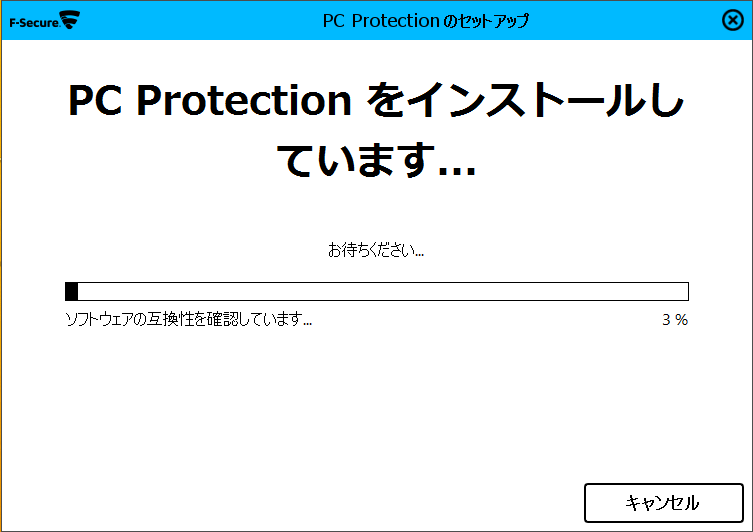 F-Secure.
PC Protection のセットアップ
PC Protection をインストールし
ています...
お待ちください...
ソフトウェアの互換性を確認しています...
3 %
キャンセル